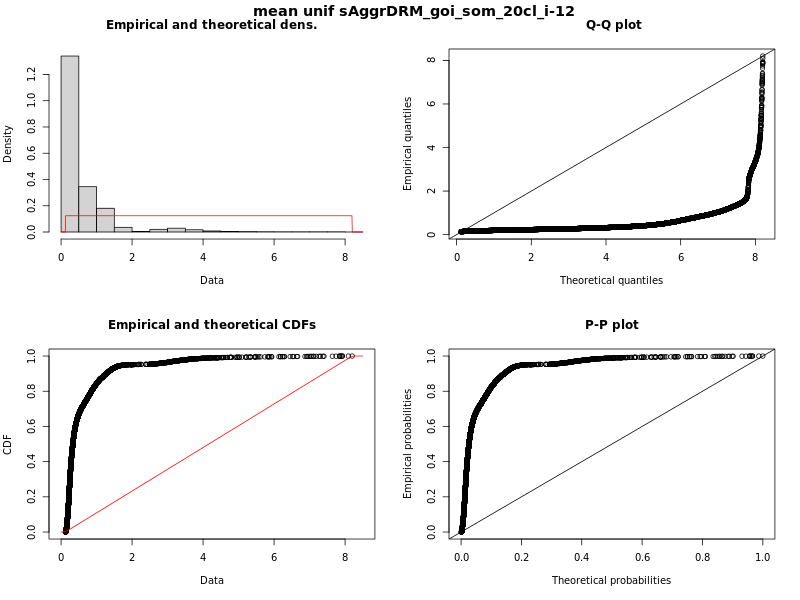 mean unif sAggrDRM_goi_som_20cl_i-12
Empirical and theoretical dens.
Density
0.0 0.2 0.4 0.6 0.8 1.0 1.2
0 2 4 6 8
Data
Q-Q plot
Empirical quantiles
0 2 4 6 8
0 2 4 6 8
Theoretical quantiles
Empirical and theoretical CDFs
CDF
0.0 0.2 0.4 0.6 0.8 1.0
0 2 4 6 8
Data
P-P plot
Empirical probabilities
0.0 0.2 0.4 0.6 0.8 1.0
0.0 0.2 0.4 0.6 0.8 1.0
Theoretical probabilities